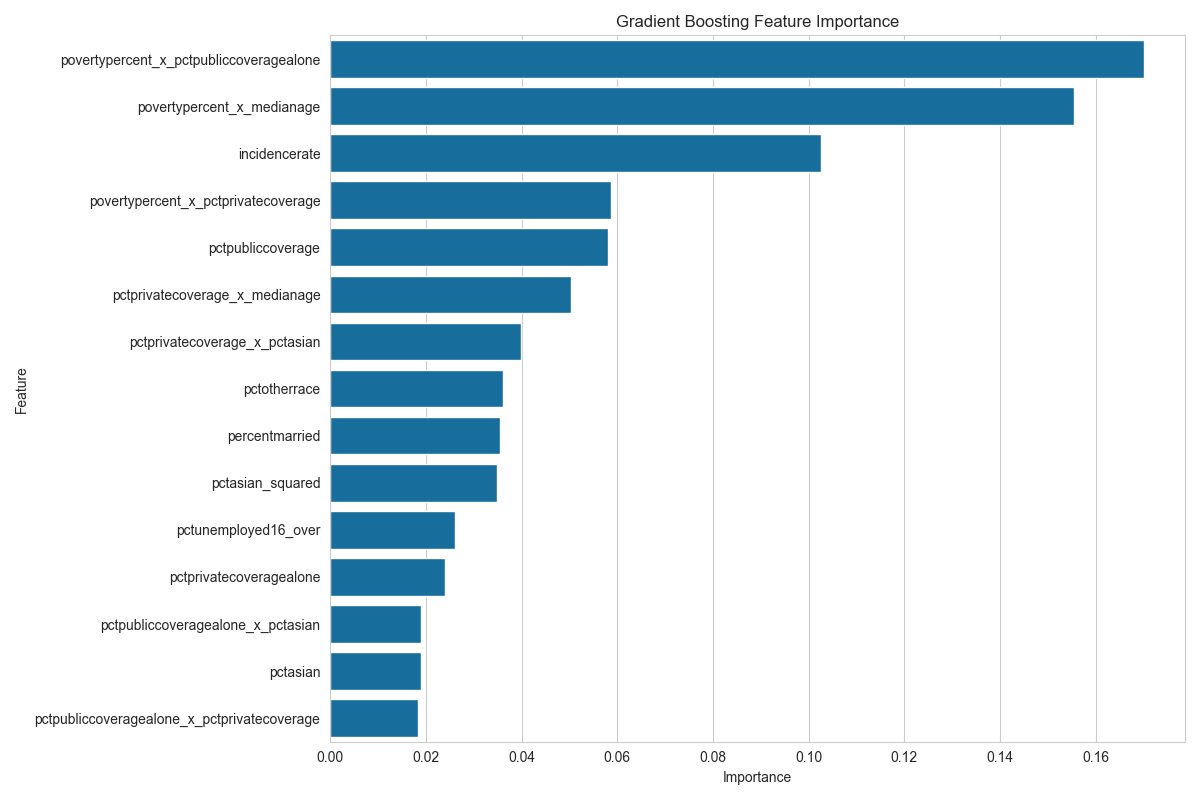 Gradient Boosting Feature Importance
povertypercent_x_pctpubliccoveragealone
povertypercent_x_medianage
incidencerate
povertypercent_x_pctprivatecoverage
pctpubliccoverage
pctprivatecoverage_x_medianage
pctprivatecoverage_x_pctasian
pctotherrace
percentmarried
pctasian_squared
pctunemployed16_over
pctprivatecoveragealone
pctpubliccoveragealone_x_pctasian
pctasian
pctpubliccoveragealone_x_pctprivatecoverage
Feature
0.00 0.02 0.04 0.06 0.08 0.10 0.12 0.14 0.16
Importance